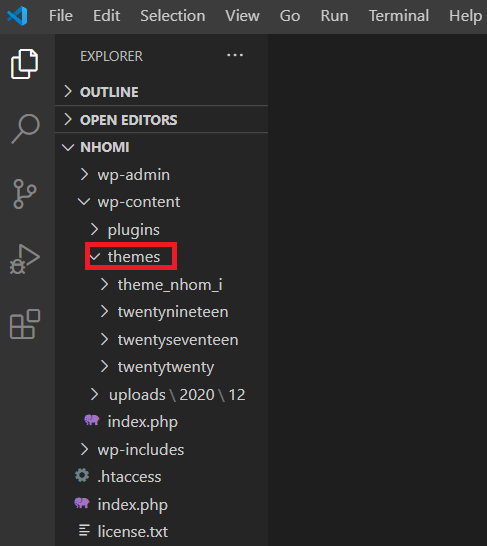 File Edit Selection View Go Run Terminal Help
EXPLORER ...
OUTLINE
OPEN EDITORS
NHOMI
wp-admin
wp-content
plugins
themes
theme_nhom_i
twentynineteen
twentyseventeen
twentytwenty
uploads \ 2020 \ 12
index.php
wp-includes
.htaccess
index.php
license.txt